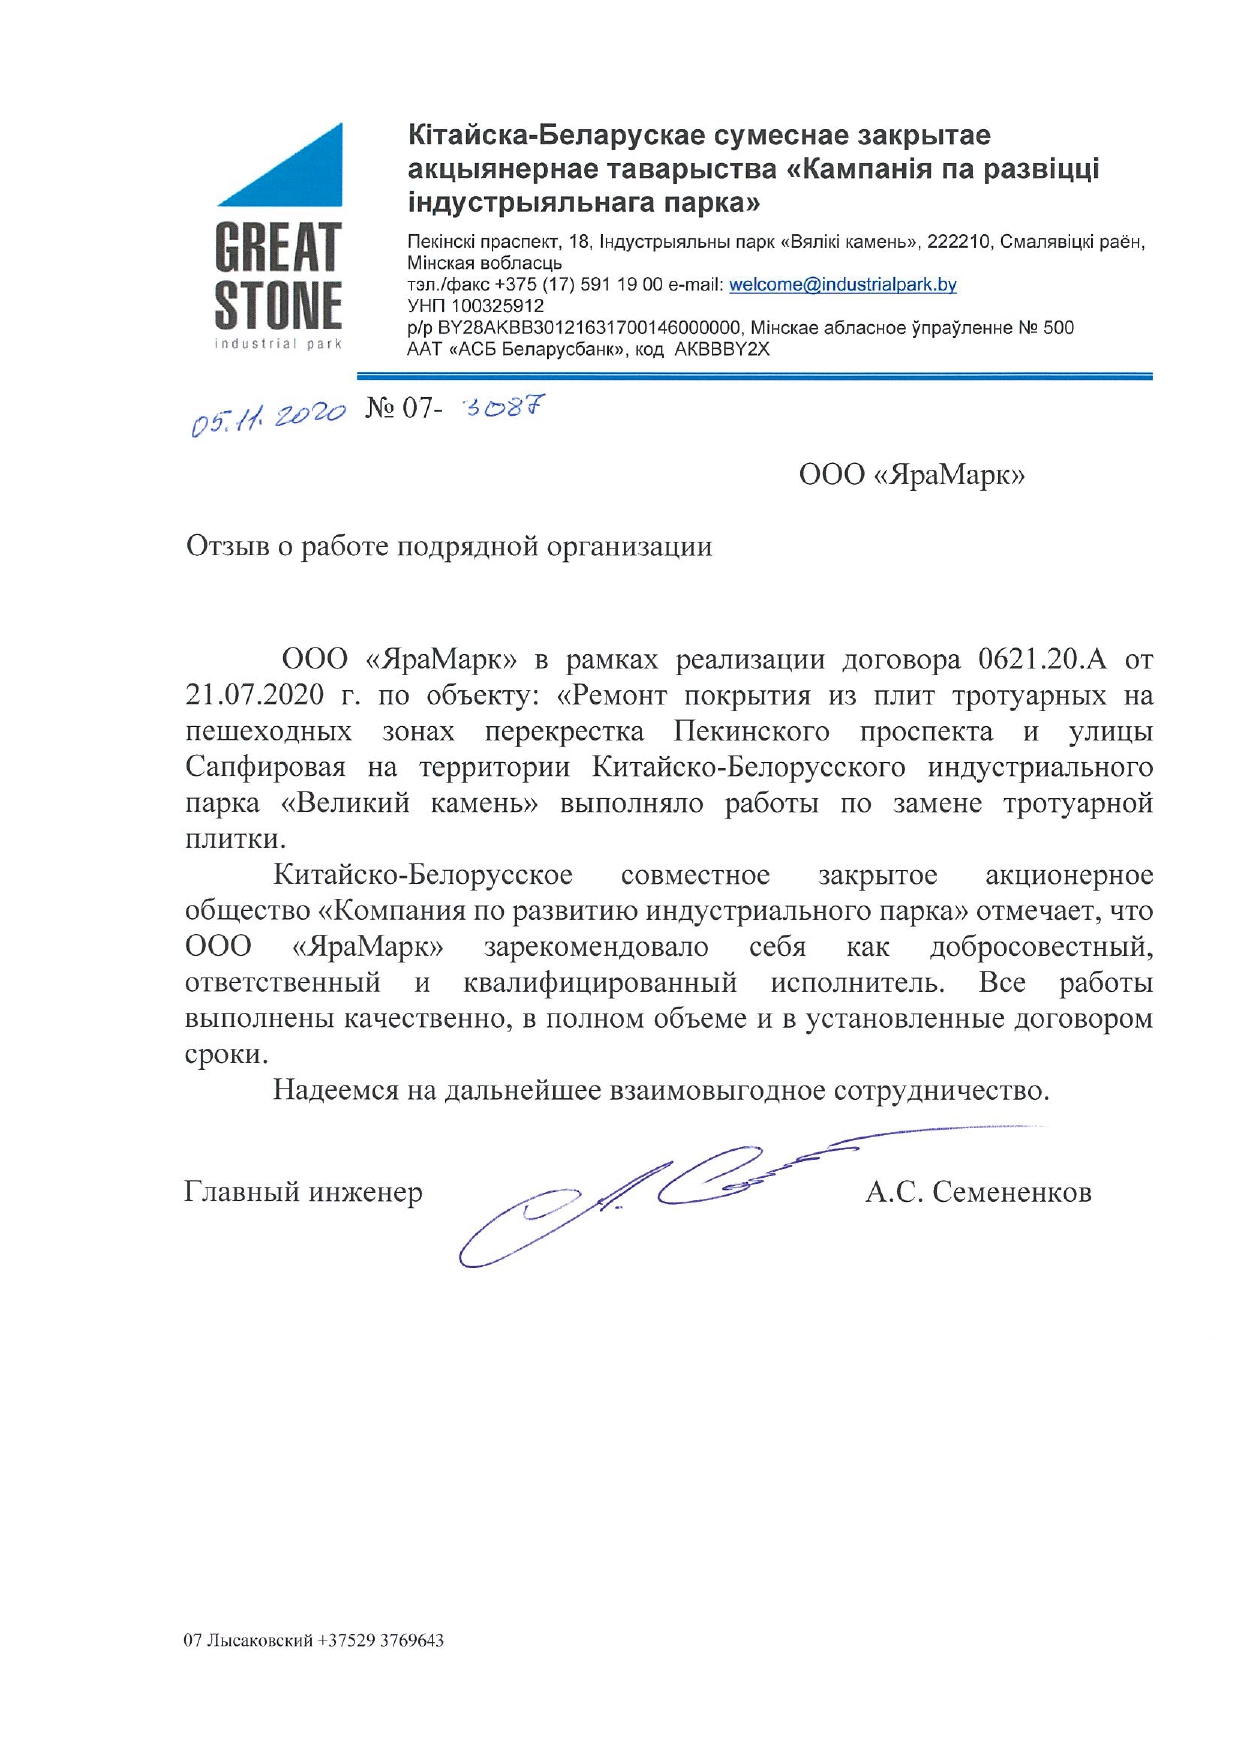 GREAT
STONE
industrial park
Кітайска-Беларускае сумеснае закрытае
акцыянернае таварыства «Кампанія па развіцці
індустрыяльнага парка»
Пекінскі праспект, 18, Індустрыяльны парк «Вялікі камень», 222210, Смалявіцкі раён,
Мінская вобласць
тэл./факс +375 (17) 591 19 00 e-mail: welcome@industrialpark.by
УНП 100325912
р/р BY28AKBB30121631700146000000, Мінскае абласное ўпраўленне № 500
ААТ «АСБ Беларусбанк», код AKBBBY2X
05.11.2020 № 07- 3087
ООО «ЯраМарк»
Отзыв о работе подрядной организации
ООО «ЯраМарк» в рамках реализации договора 0621.20.А от
21.07.2020 г. по объекту: «Ремонт покрытия из плит тротуарных на
пешеходных зонах перекрестка Пекинского проспекта и улицы
Сапфировая на территории Китайско-Белорусского индустриального
парка «Великий камень» выполняло работы по замене тротуарной
плитки.
Китайско-Белорусское совместное закрытое акционерное
общество «Компания по развитию индустриального парка» отмечает, что
ООО «ЯраМарк» зарекомендовало себя как добросовестный,
ответственный и квалифицированный исполнитель. Все работы
выполнены качественно, в полном объеме и в установленные договором
сроки.
Надеемся на дальнейшее взаимовыгодное сотрудничество.
Главный инженер А.С. Семененков
07 Лысаковский +37529 3769643